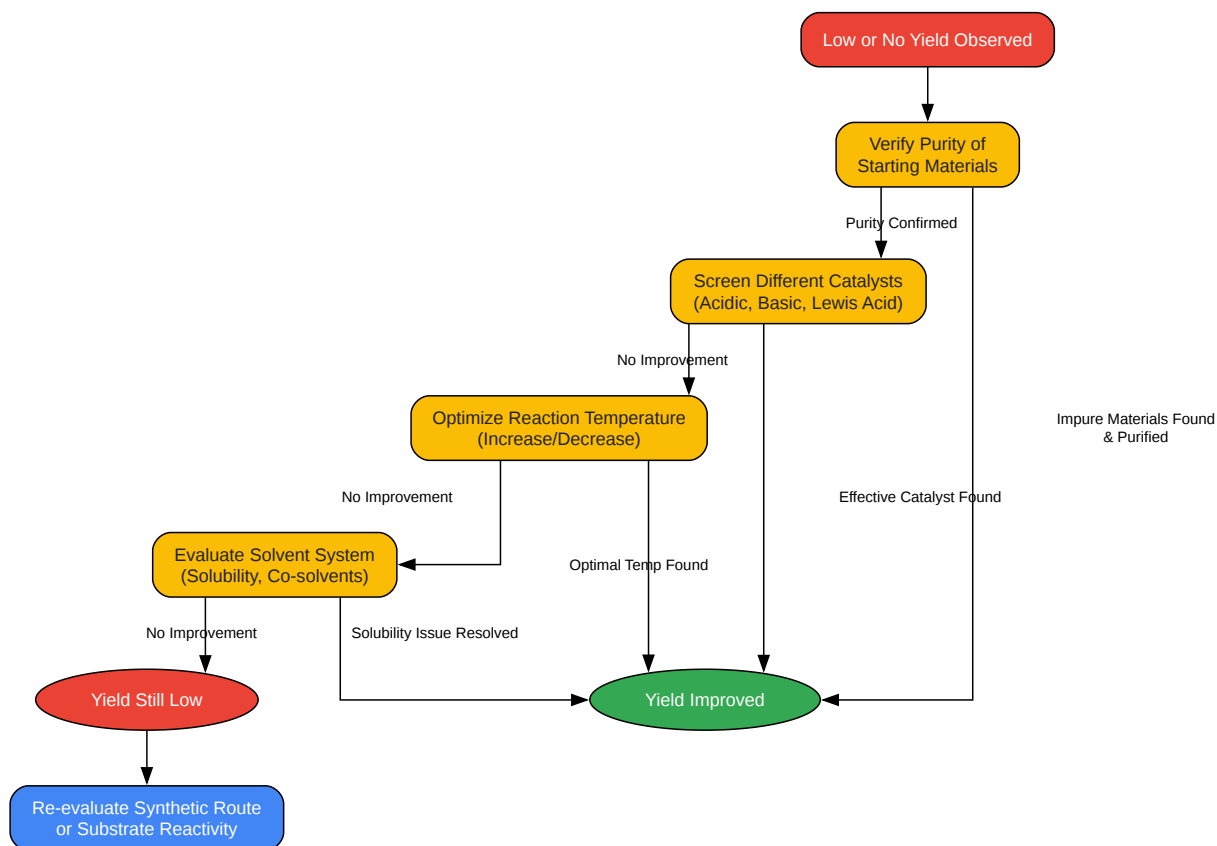 Low or No Yield Observed
Verify Purity of
Starting Materials
Purity Confirmed
Screen Different Catalysts
(Acidic, Basic, Lewis Acid)
No Improvement
Optimize Reaction Temperature
(Increase/Decrease)
Impure Materials Found
& Purified
No Improvement
Effective Catalyst Found
Evaluate Solvent System
(Solubility, Co-solvents)
Optimal Temp Found
No Improvement
Solubility Issue Resolved
Yield Still Low
Yield Improved
Re-evaluate Synthetic Route
or Substrate Reactivity